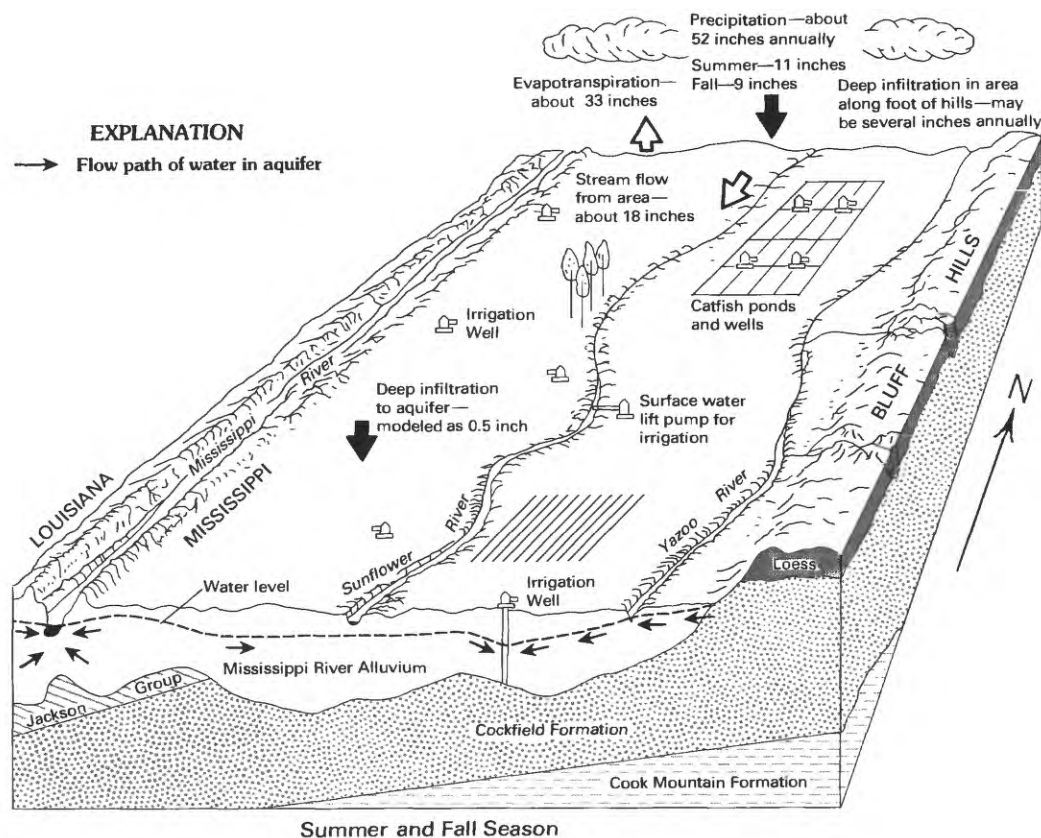 Precipitation—about
52 inches annually
Summer—11 inches
Fall—9 inches
Evapotranspiration—
about 33 inches
Deep infiltration in area
along foot of hills—may
be several inches annually
EXPLANATION
Flow path of water in aquifer
Stream flow
from area—
about 18 inches
HILLS
Catfish ponds
and wells
Irrigation
Well
N
River
Deep infiltration
to aquifer—
modeled as 0.5 inch
Surface water
lift pump for
irrigation
BLUFF
Mississippi
LOUISIANA
MISSISSIPPI
River
River
Yazoo
Loess
Water level
Sunflower
Irrigation
Well
Mississippi River Alluvium
Group
Jackson
Cockfield Formation
Cook Mountain Formation
Summer and Fall Season